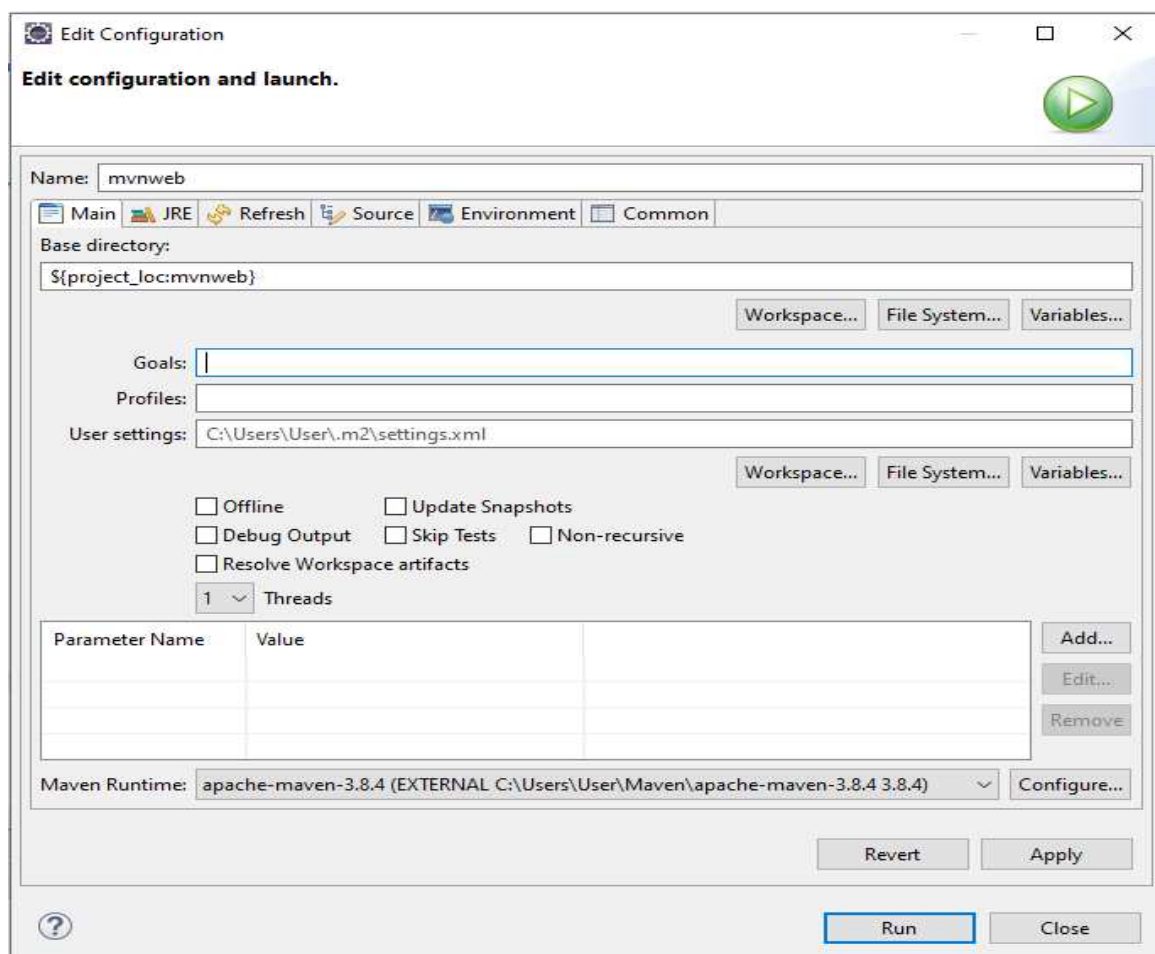 Edit Configuration
Edit configuration and launch.
Name: mvnweb
Main JRE Refresh Source Environment Common
Base directory:
${project_loc:mvnweb}
Workspace... File System... Variables...
Goals:
Profiles:
User settings: C:\Users\User\.m2\settings.xml
Workspace... File System... Variables...
Offline Update Snapshots
Debug Output Skip Tests Non-recursive
Resolve Workspace artifacts
1 Threads
Parameter Name Value Add...
Edit...
Remove
Maven Runtime: apache-maven-3.8.4 (EXTERNAL C:\Users\User\Maven\apache-maven-3.8.4 3.8.4) Configure...
Revert Apply
? Run Close